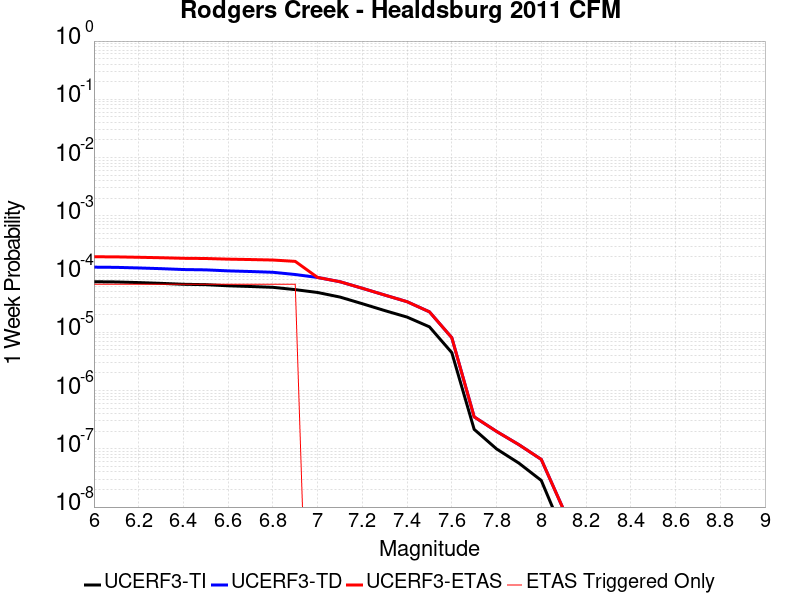 Rodgers Creek - Healdsburg 2011 CFM
10^0
10^-1
10^-2
10^-3
10^-4
10^-5
10^-6
10^-7
10^-8
1 Week Probability
6 6.2 6.4 6.6 6.8 7 7.2 7.4 7.6 7.8 8 8.2 8.4 8.6 8.8 9
Magnitude
UCERF3-TI UCERF3-TD UCERF3-ETAS ETAS Triggered Only